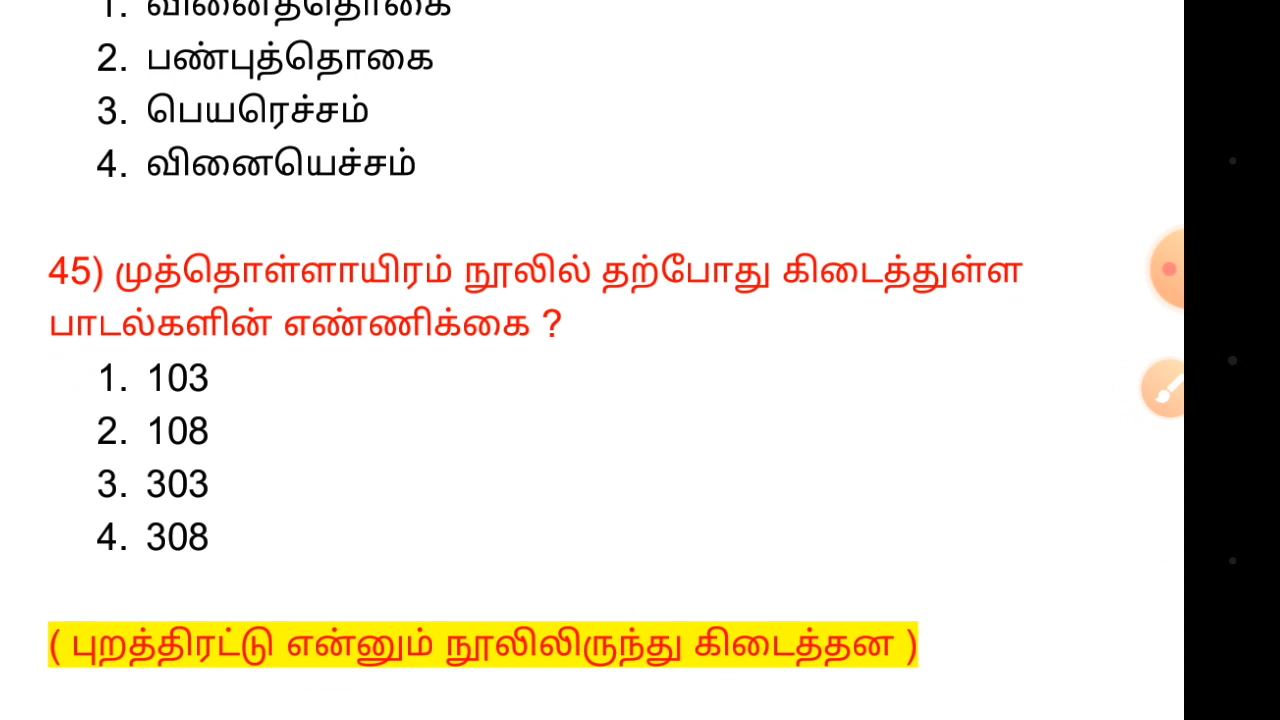 1. வினைத்தொகை
2. பண்புத்தொகை
3. பெயரெச்சம்
4. வினையெச்சம்
45) முத்தொள்ளாயிரம் நூலில் தற்போது கிடைத்துள்ள
பாடல்களின் எண்ணிக்கை ?
1. 103
2. 108
3. 303
4. 308
( புறத்திரட்டு என்னும் நூலிலிருந்து கிடைத்தன )